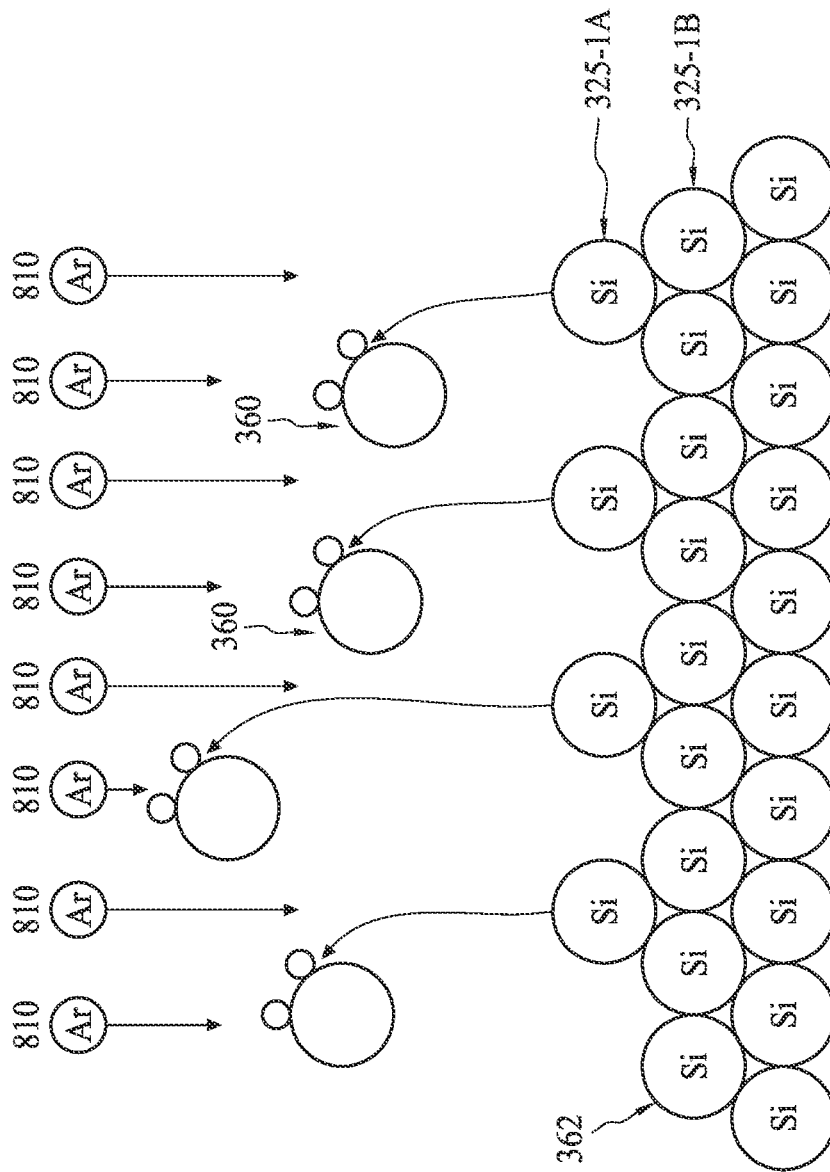 810 810 810 810 810 810 810 810
Ar Ar Ar Ar Ar Ar Ar Ar
360
360
Si Si Si Si 325-1A
Si Si Si Si Si Si Si Si Si 325-1B
362
Si Si Si Si Si Si Si Si Si Si